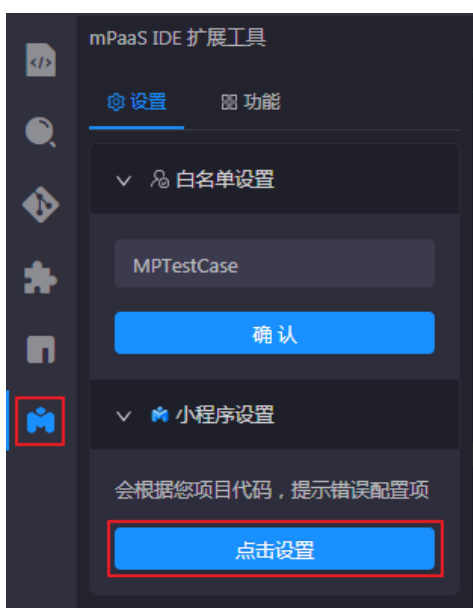 mPaaS IDE 扩展工具
设置 功能
白名单设置
MPTestCase
确 认
小程序设置
会根据您项目代码，提示错误配置项
点击设置